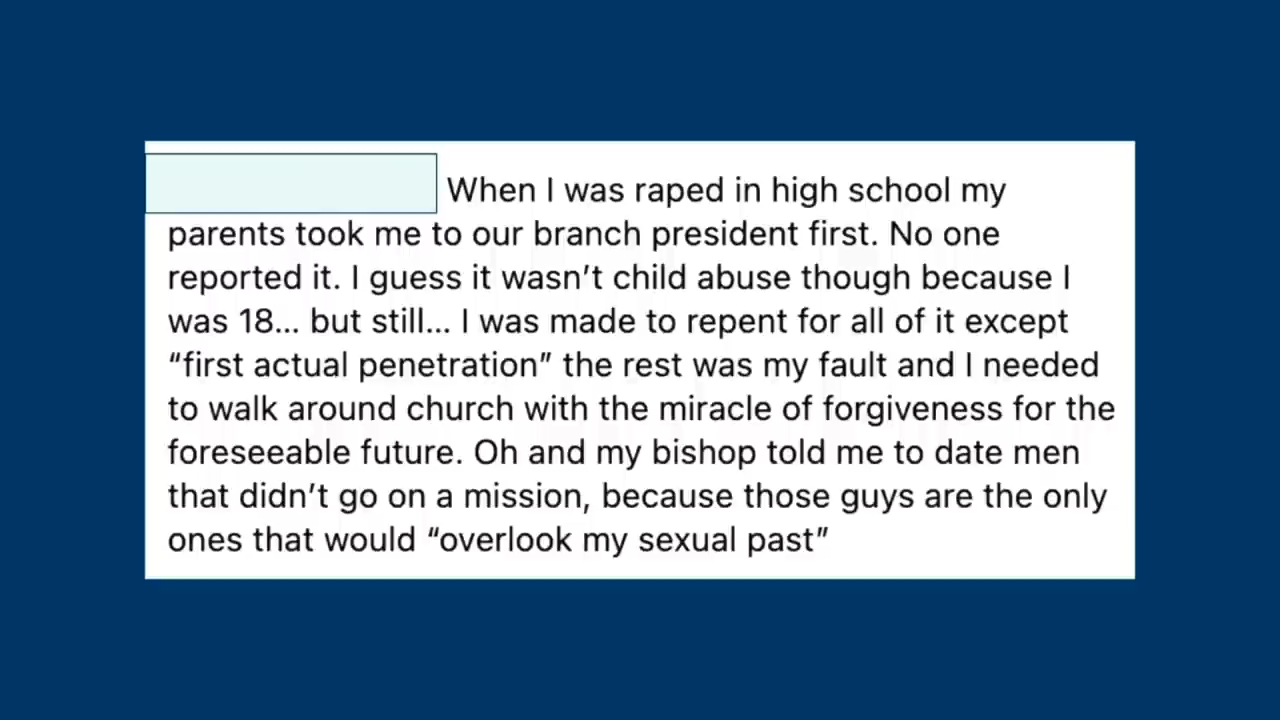 When I was raped in high school my
parents took me to our branch president first. No one
reported it. I guess it wasn’t child abuse though because I
was 18... but still... I was made to repent for all of it except
“first actual penetration” the rest was my fault and I needed
to walk around church with the miracle of forgiveness for the
foreseeable future. Oh and my bishop told me to date men
that didn’t go on a mission, because those guys are the only
ones that would “overlook my sexual past”